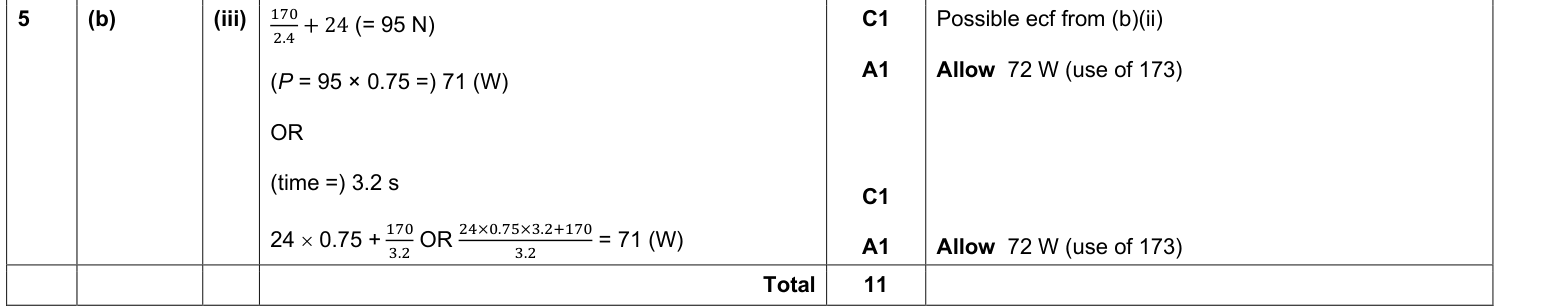 5 (b) (iii) 170/2.4 + 24 (= 95 N) C1 Possible ecf from (b)(ii)
(P = 95 × 0.75 =) 71 (W) A1 Allow 72 W (use of 173)
OR
(time =) 3.2 s
C1
24 × 0.75 + 170/3.2 OR 24×0.75×3.2+170/3.2 = 71 (W) A1 Allow 72 W (use of 173)
Total 11